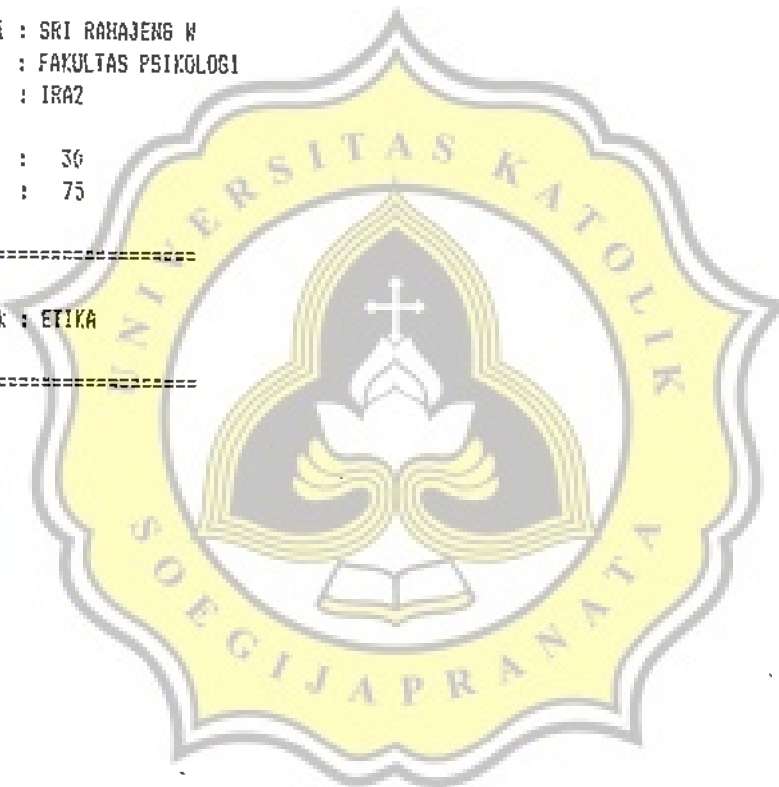 : SRI RAHAJENG W
: FAKULTAS PSIKOLOGI
: IRA2
: 36
: 75
====================
k : ETIKA
====================
UNIVERSITAS KATOLIK
SOEGIJAPRANATA